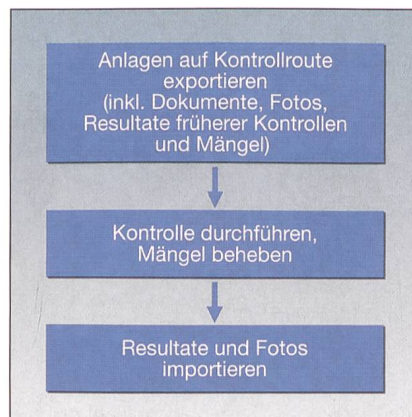 Anlagen auf Kontrollroute
exportieren
(inkl. Dokumente, Fotos,
Resultate früherer Kontrollen
und Mängel)
Kontrolle durchführen,
Mängel beheben
Resultate und Fotos
importieren